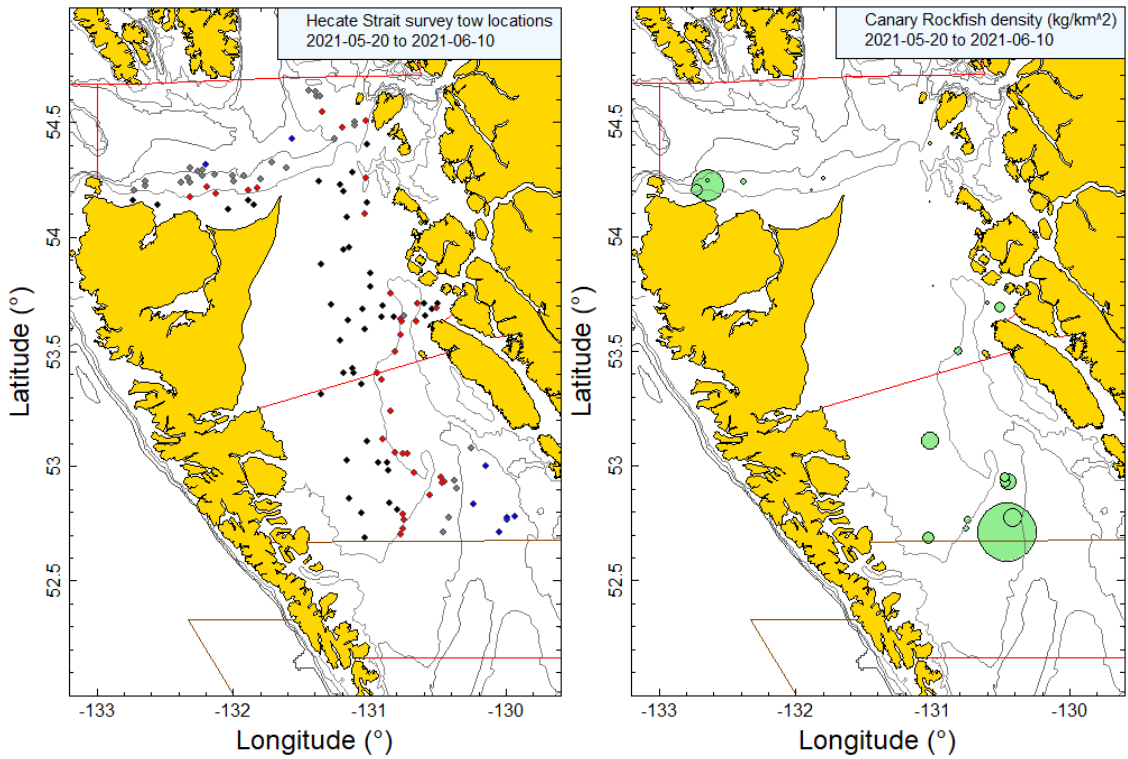 Hecate Strait survey tow locations
2021-05-20 to 2021-06-10
54.5
54
53.5
53
52.5
Latitude (°)
-133
-132
-131
-130
Longitude (°)
Canary Rockfish density (kg/km^2)
2021-05-20 to 2021-06-10
54.5
54
53.5
53
52.5
Latitude (°)
-133
-132
-131
-130
Longitude (°)